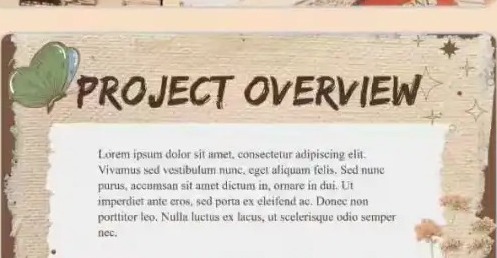 PROJECT OVERVIEW
Lorem ipsum dolor sit amet, consectetur adipiscing elit.
Vivamus sed vestibulum nunc, eget aliquam felis. Sed nunc
purus, accumsan sit amet dictum in, ornare in dui. Ut
imperdiet ante eros, sed porta ex eleifend ac. Donec non
porttitor leo. Nulla luctus ex lacus, ut scelerisque odio semper
nec.